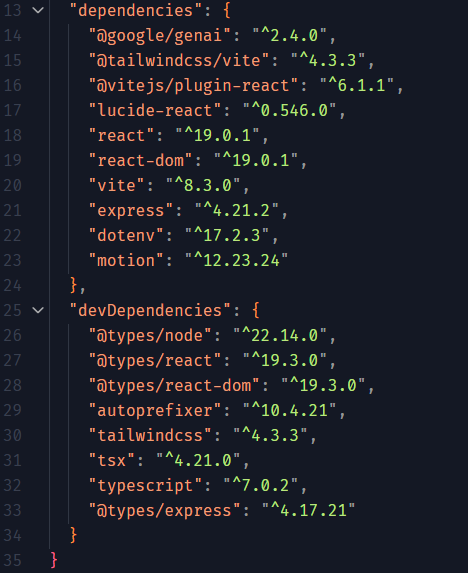 13 "dependencies": {
14 "@google/genai": "^2.4.0",
15 "@tailwindcss/vite": "^4.3.3",
16 "@vitejs/plugin-react": "^6.1.1",
17 "lucide-react": "^0.546.0",
18 "react": "^19.0.1",
19 "react-dom": "^19.0.1",
20 "vite": "^8.3.0",
21 "express": "^4.21.2",
22 "dotenv": "^17.2.3",
23 "motion": "^12.23.24"
24 },
25 "devDependencies": {
26 "@types/node": "^22.14.0",
27 "@types/react": "^19.3.0",
28 "@types/react-dom": "^19.3.0",
29 "autoprefixer": "^10.4.21",
30 "tailwindcss": "^4.3.3",
31 "tsx": "^4.21.0",
32 "typescript": "^7.0.2",
33 "@types/express": "^4.17.21"
34 }
35 }